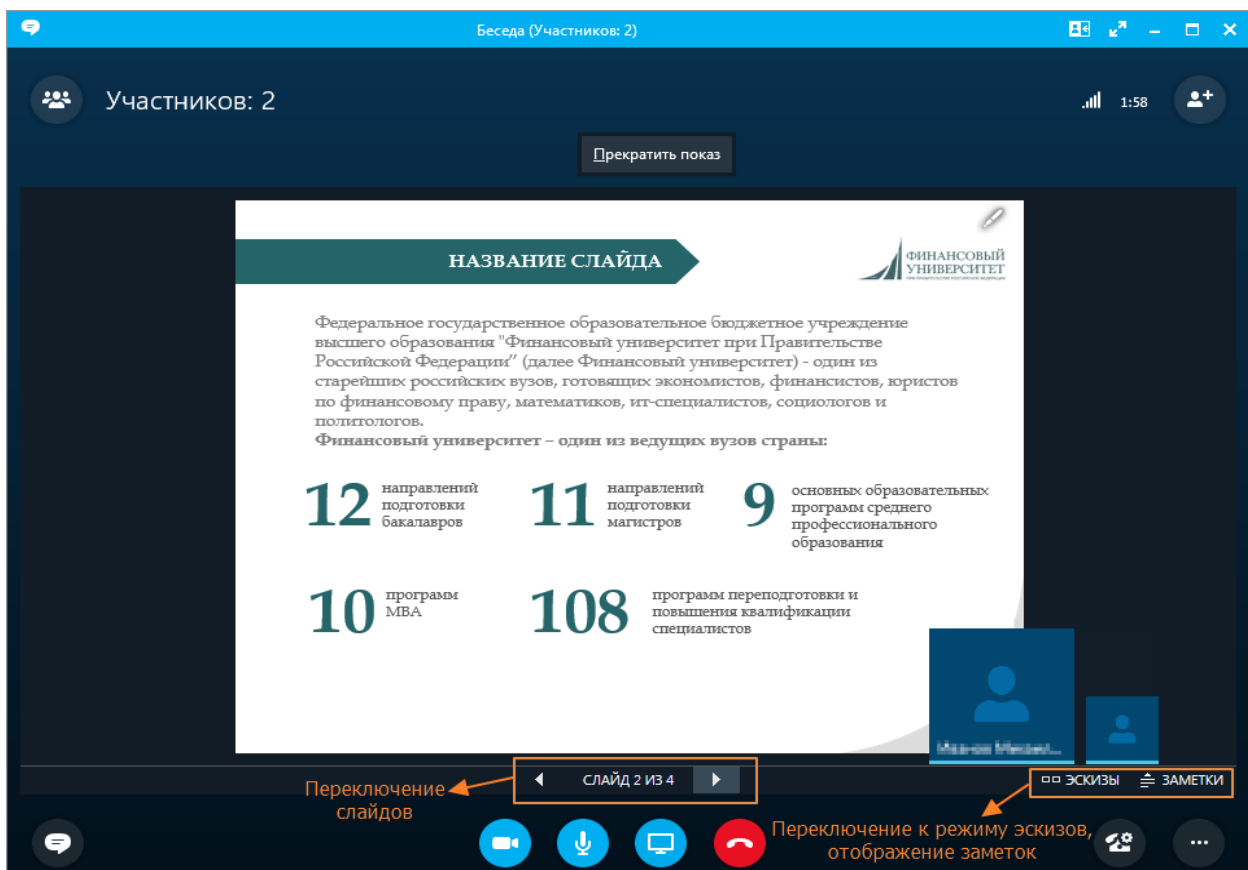 Беседа (Участников: 2)
Участников: 2
1:58
Прекратить показ
НАЗВАНИЕ СЛАЙДА
ФИНАНСОВЫЙ
УНИВЕРСИТЕТ
Федеральное государственное образовательное бюджетное учреждение
высшего образования "Финансовый университет при Правительстве
Российской Федерации" (далее Финансовый университет) - один из
старейших российских вузов, готовящих экономистов, финансистов, юристов
по финансовому праву, математиков, ит-специалистов, социологов и
политологов.
Финансовый университет – один из ведущих вузов страны:
12 направлений
подготовки
бакалавров
11 направлений
подготовки
магистров
9 основных образовательных
программ среднего
профессионального
образования
10 программ
МВА
108 программ переподготовки и
повышения квалификации
специалистов
СЛАЙД 2 ИЗ 4
ЭСКИЗЫ
ЗАМЕТКИ
Переключение
слайдов
Переключение к режиму эскизов,
отображение заметок